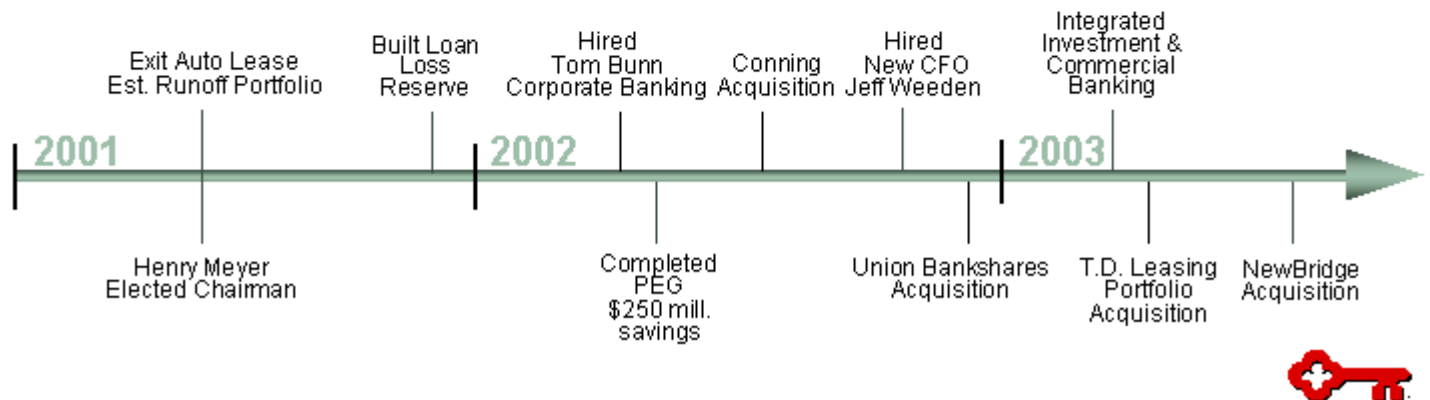 Exit Auto Lease
Est. Runoff Portfolio
Built Loan
Loss
Reserve
Hired
Tom Bunn
Corporate Banking
Conning
Acquisition
Hired
New CFO
Jeff Weeden
Integrated
Investment &
Commercial
Banking
2001
2002
2003
Henry Meyer
Elected Chairman
Completed
PEG
$250 mill.
savings
Union Bankshares
Acquisition
T.D. Leasing
Portfolio
Acquisition
NewBridge
Acquisition